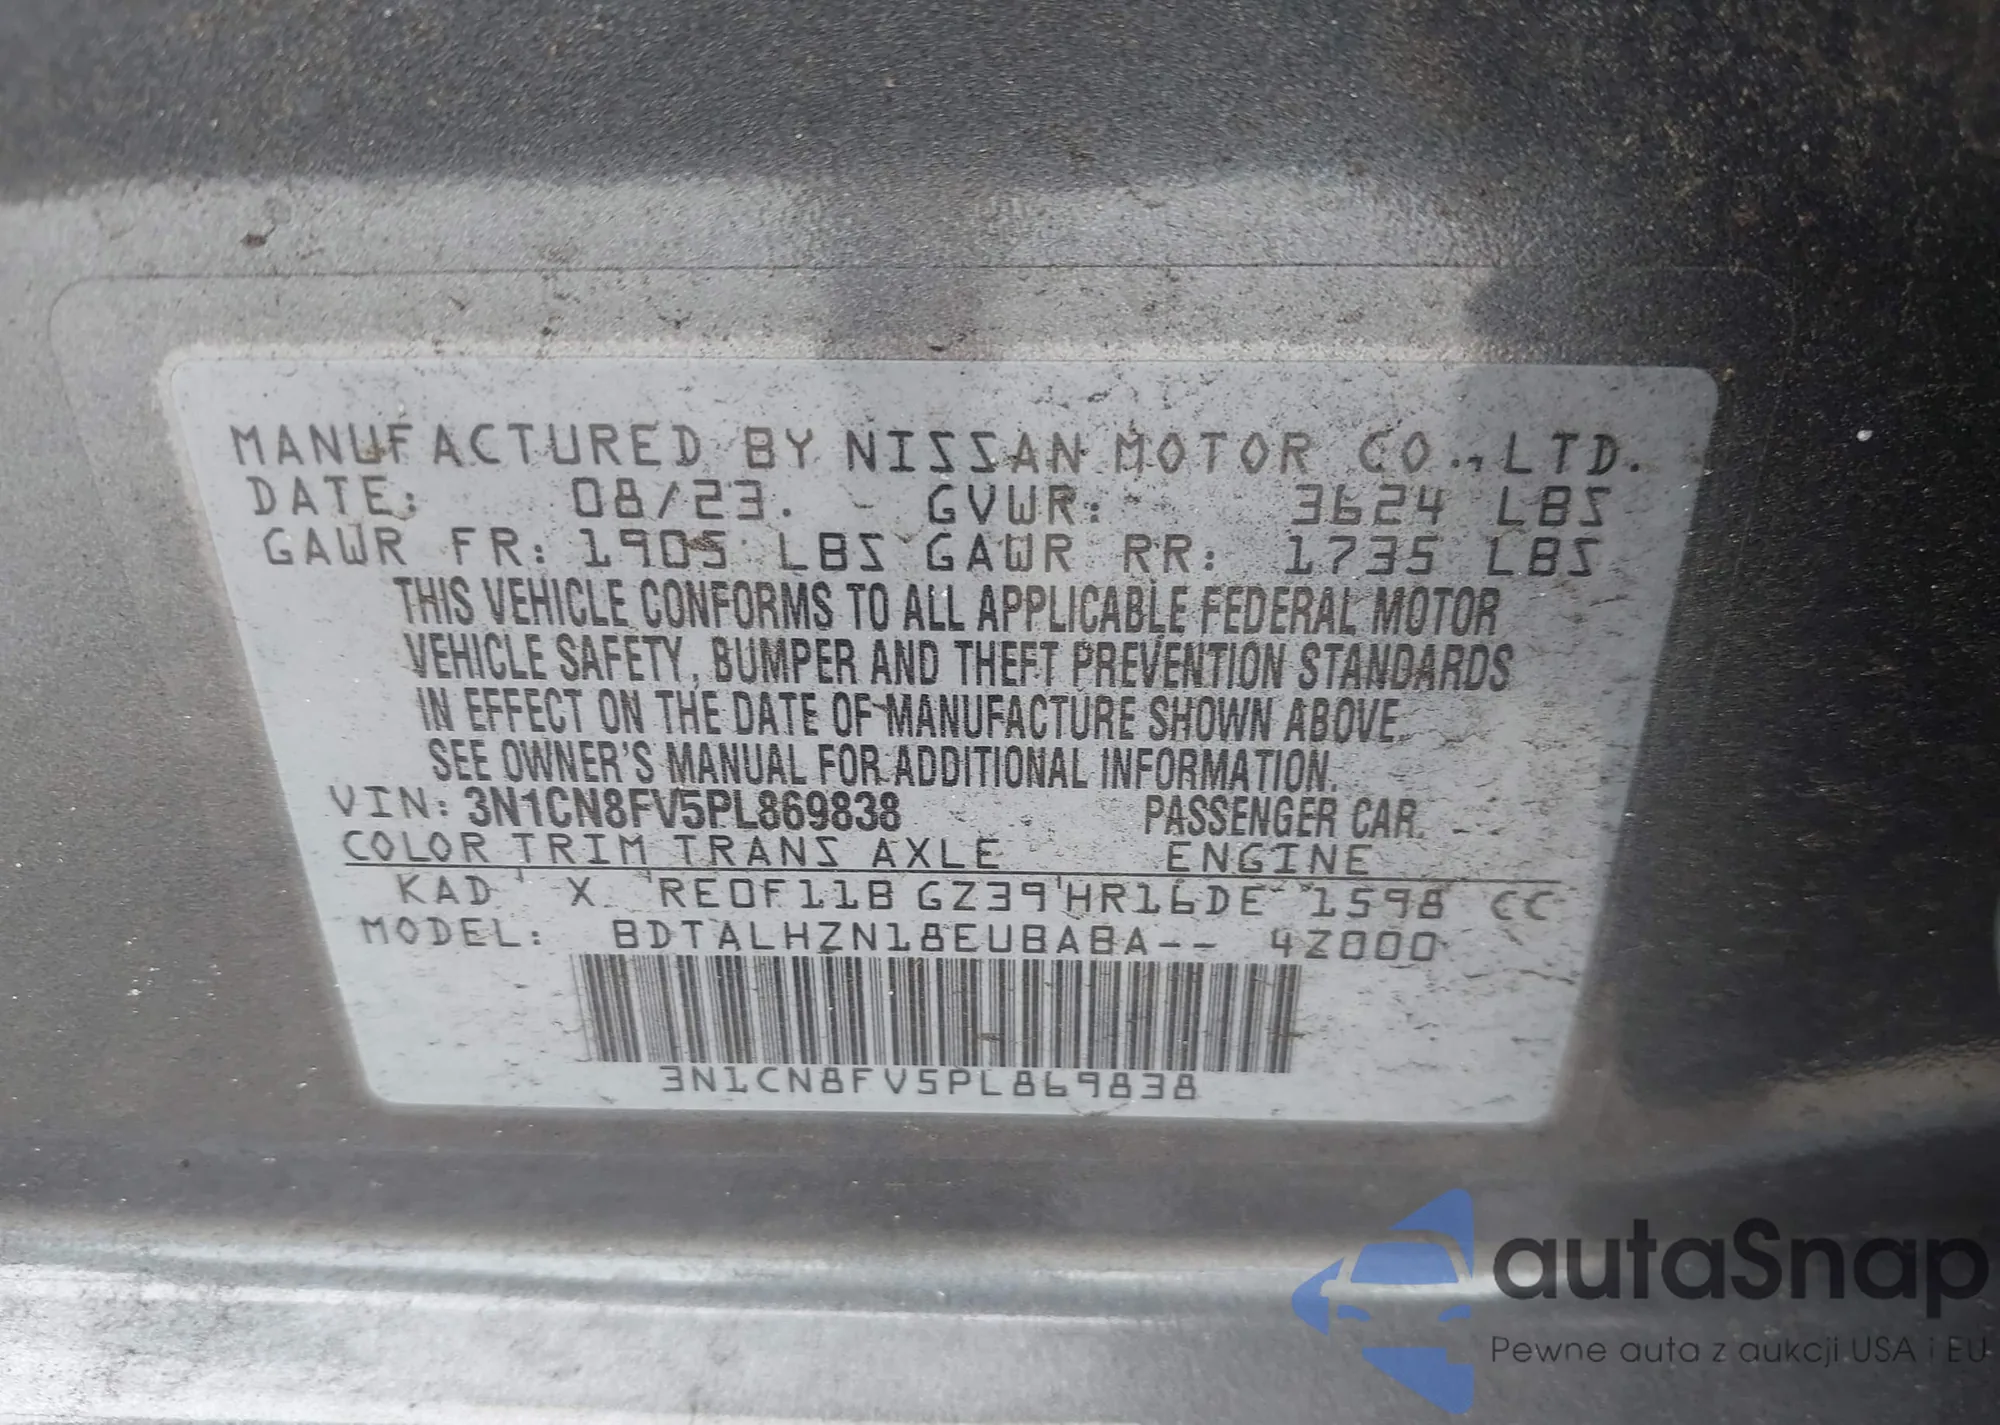 MANUFACTURED BY NISSAN MOTOR CO., LTD.
DATE: 08/23. GVWR: 3624 LBS
GAWR FR: 1905 LBS GAWR RR: 1735 LBS
THIS VEHICLE CONFORMS TO ALL APPLICABLE FEDERAL MOTOR
VEHICLE SAFETY, BUMPER AND THEFT PREVENTION STANDARDS
IN EFFECT ON THE DATE OF MANUFACTURE SHOWN ABOVE.
SEE OWNER'S MANUAL FOR ADDITIONAL INFORMATION.
VIN: 3N1CN8FV5PL869838 PASSENGER CAR
COLOR TRIM TRANS AXLE ENGINE
KAD X RE0F11B GZ39 HR16DE 1598 CC
MODEL: BDTALHZN18EUBABA-- 4Z000
3N1CN8FV5PL869838
autaSnap
Pewne auta z aukcji USA i EU